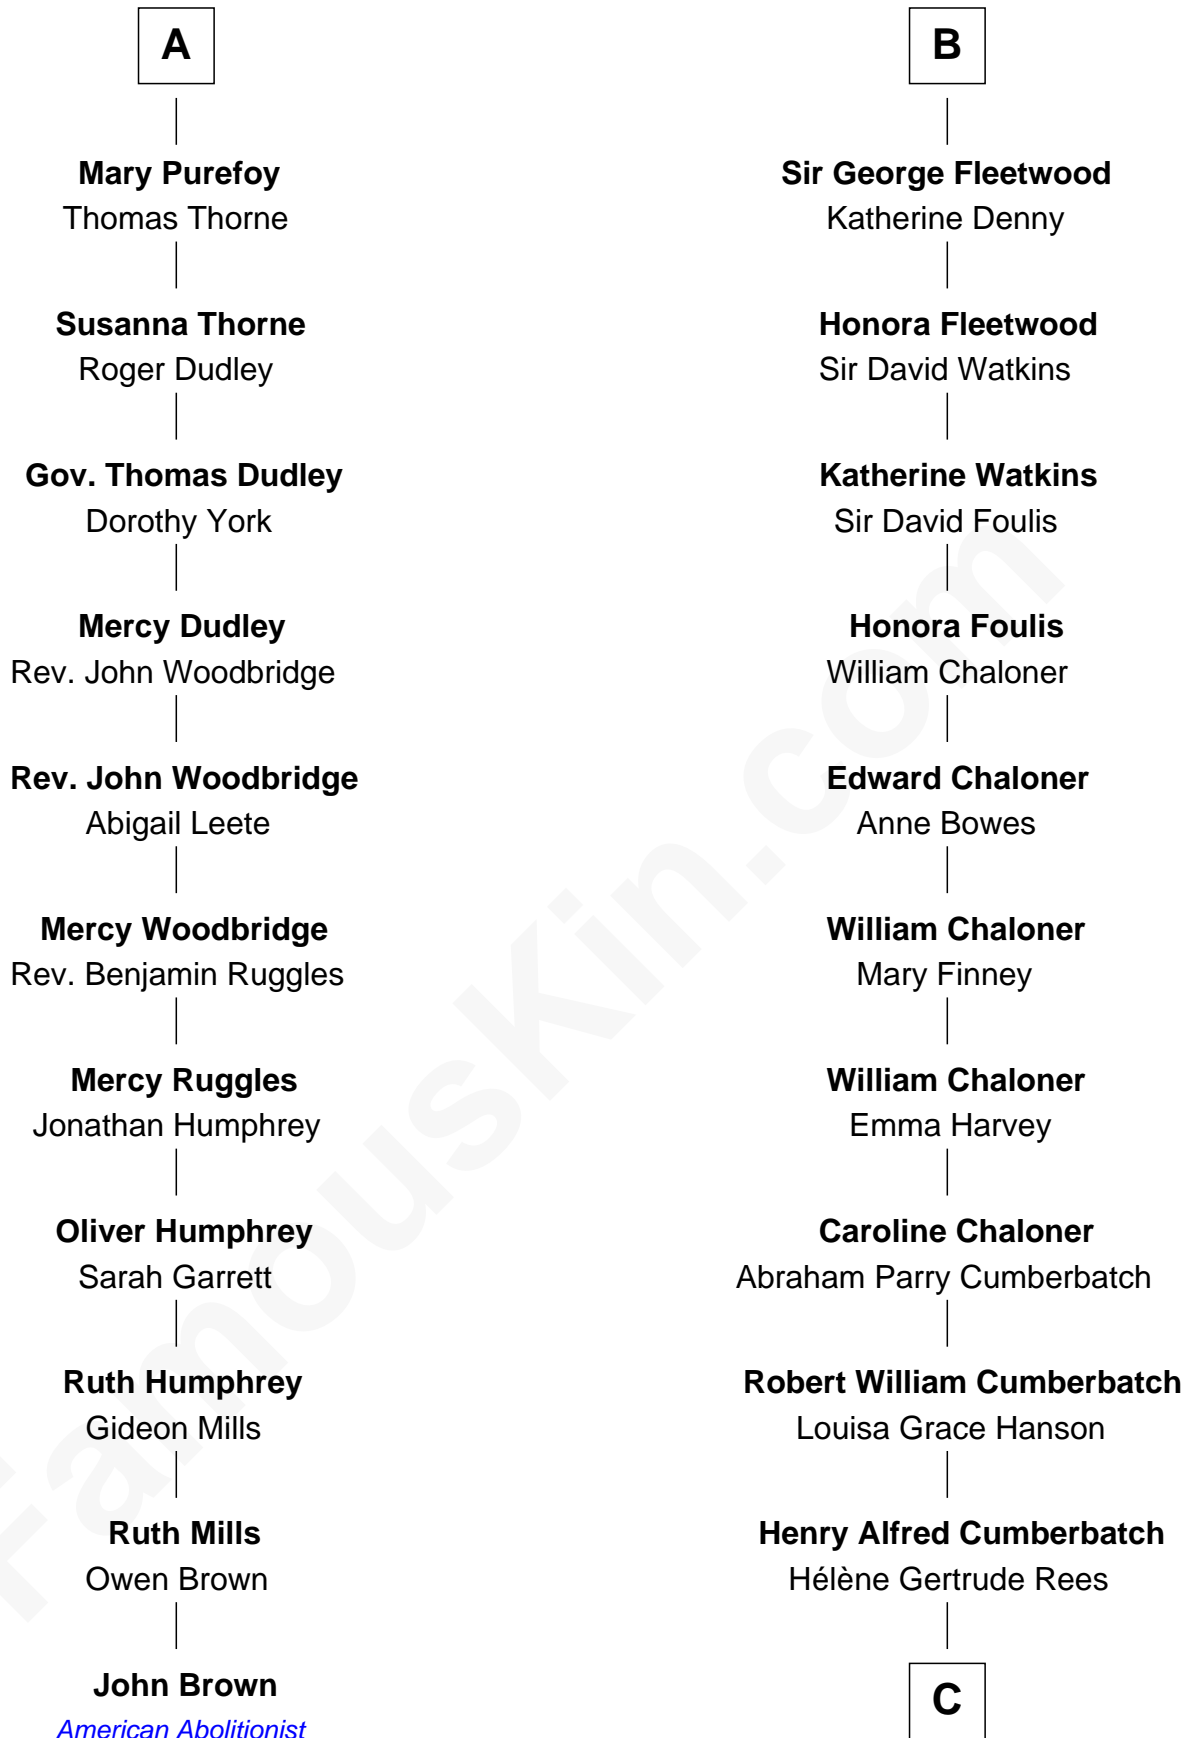 A
Mary Purefoy
Thomas Thorne
Susanna Thorne
Roger Dudley
Gov. Thomas Dudley
Dorothy York
Mercy Dudley
Rev. John Woodbridge
Rev. John Woodbridge
Abigail Leete
Mercy Woodbridge
Rev. Benjamin Ruggles
Mercy Ruggles
Jonathan Humphrey
Oliver Humphrey
Sarah Garrett
Ruth Humphrey
Gideon Mills
Ruth Mills
Owen Brown
John Brown
American Abolitionist
B
Sir George Fleetwood
Katherine Denny
Honora Fleetwood
Sir David Watkins
Katherine Watkins
Sir David Foulis
Honora Foulis
William Chaloner
Edward Chaloner
Anne Bowes
William Chaloner
Mary Finney
William Chaloner
Emma Harvey
Caroline Chaloner
Abraham Parry Cumberbatch
Robert William Cumberbatch
Louisa Grace Hanson
Henry Alfred Cumberbatch
Hélène Gertrude Rees
C
FamousKin.com